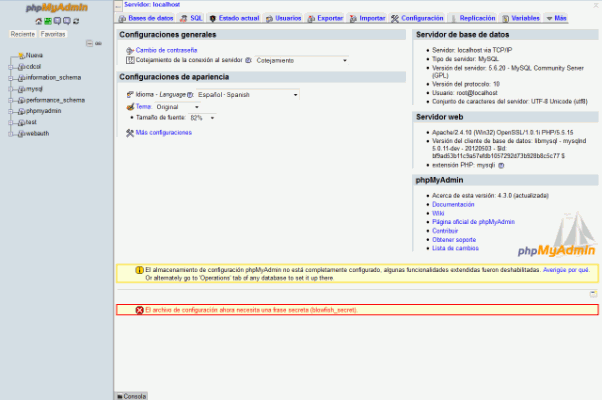 phpMyAdmin
Reciente Favoritas
Nueva
cdcol
information_schema
mysql
performance_schema
phpmyadmin
test
webauth
Servidor: localhost
Bases de datos SQL Estado actual Usuarios Exportar Importar Configuración Replicación Variables Más
Configuraciones generales
Cambio de contraseña
Cotejamiento de la conexión al servidor Cotejamiento
Configuraciones de apariencia
Idioma - Language Español - Spanish
Tema: Original
Tamaño de fuente: 82%
Más configuraciones
Servidor de base de datos
Servidor: localhost via TCP/IP
Tipo de servidor: MySQL
Versión del servidor: 5.6.20 - MySQL Community Server
(GPL)
Versión del protocolo: 10
Usuario: root@localhost
Conjunto de caracteres del servidor: UTF-8 Unicode (utf8)
Servidor web
Apache/2.4.10 (Win32) OpenSSL/1.0.1i PHP/5.5.15
Versión del cliente de base de datos: libmysql - mysqlnd
5.0.11-dev - 20120503 - $Id:
extensión PHP: mysqli
phpMyAdmin
Acerca de esta versión: 4.3.0 (actualizada)
Documentación
Wiki
Página oficial de phpMyAdmin
Contribuir
Obtener soporte
Lista de cambios
phpMyAdmin
El almacenamiento de configuración phpMyAdmin no está completamente configurado, algunas funcionalidades extendidas fueron deshabilitadas. Averigüe por qué.
Or alternately go to 'Operations' tab of any database to set it up there.
El archivo de configuración ahora necesita una frase secreta (blowfish_secret).
Consola